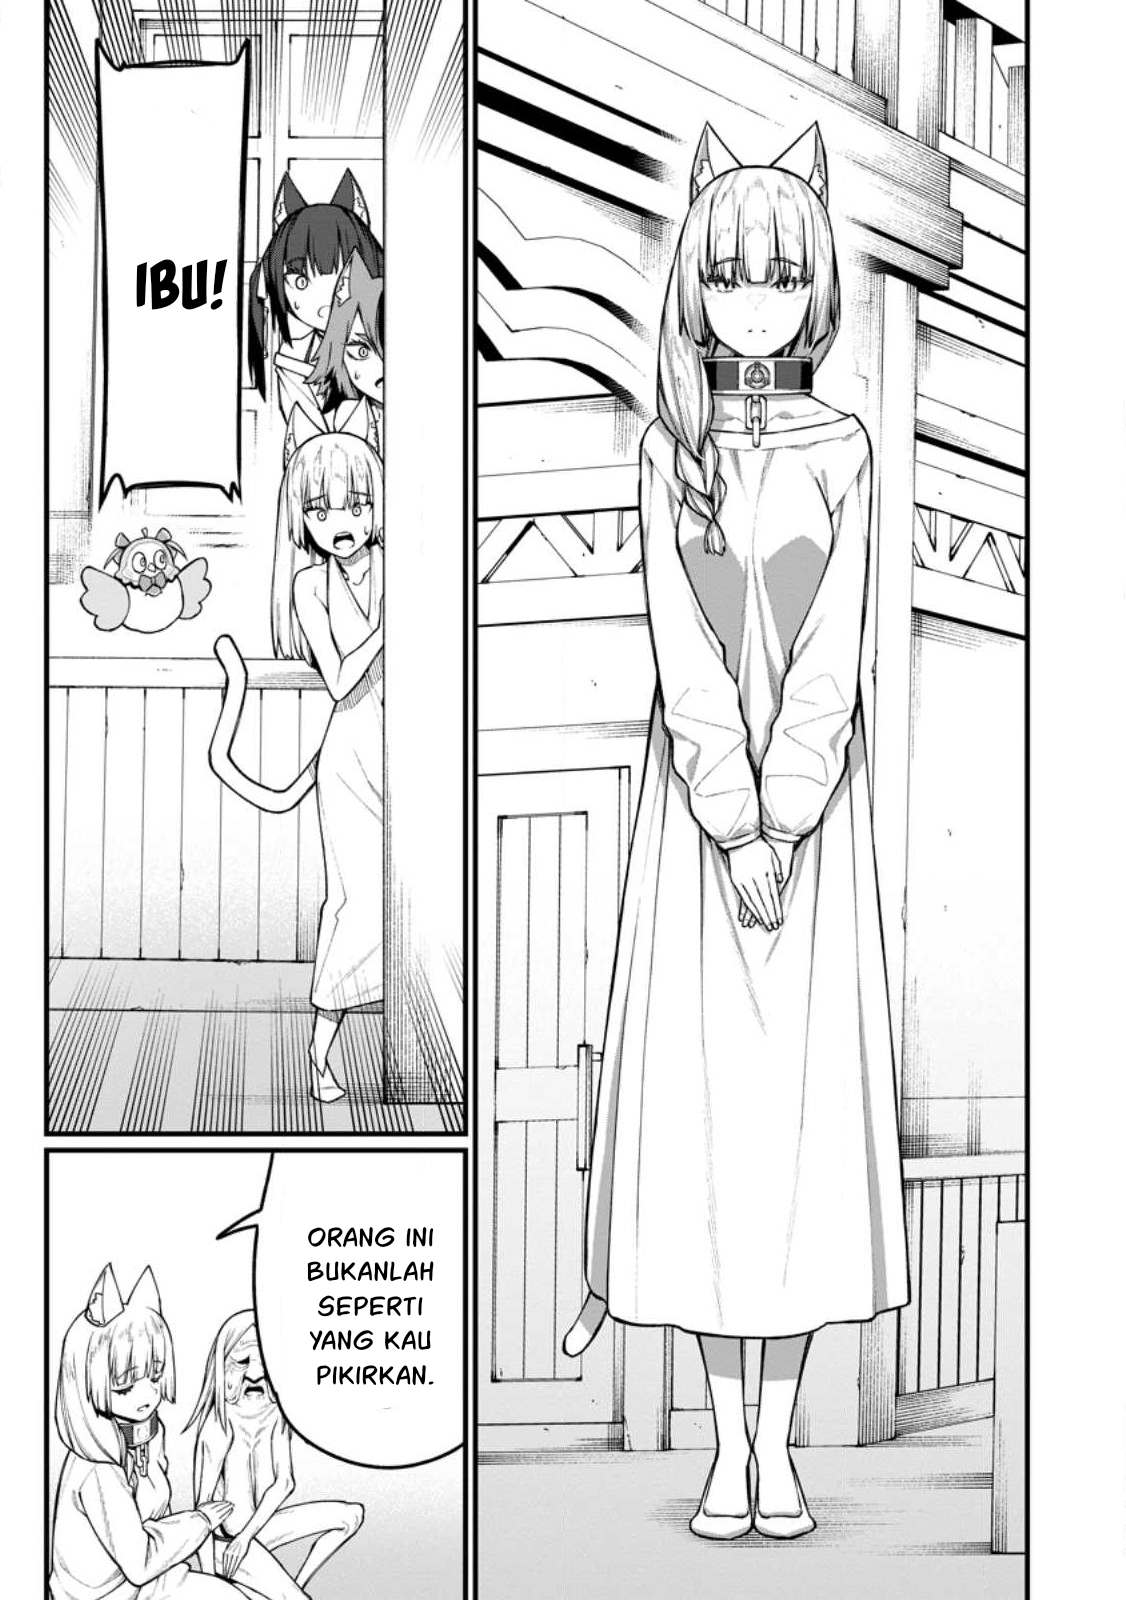 IBU!
ORANG INI
BUKANLAH
SEPERTI
YANG KAU
PIKIRKAN.